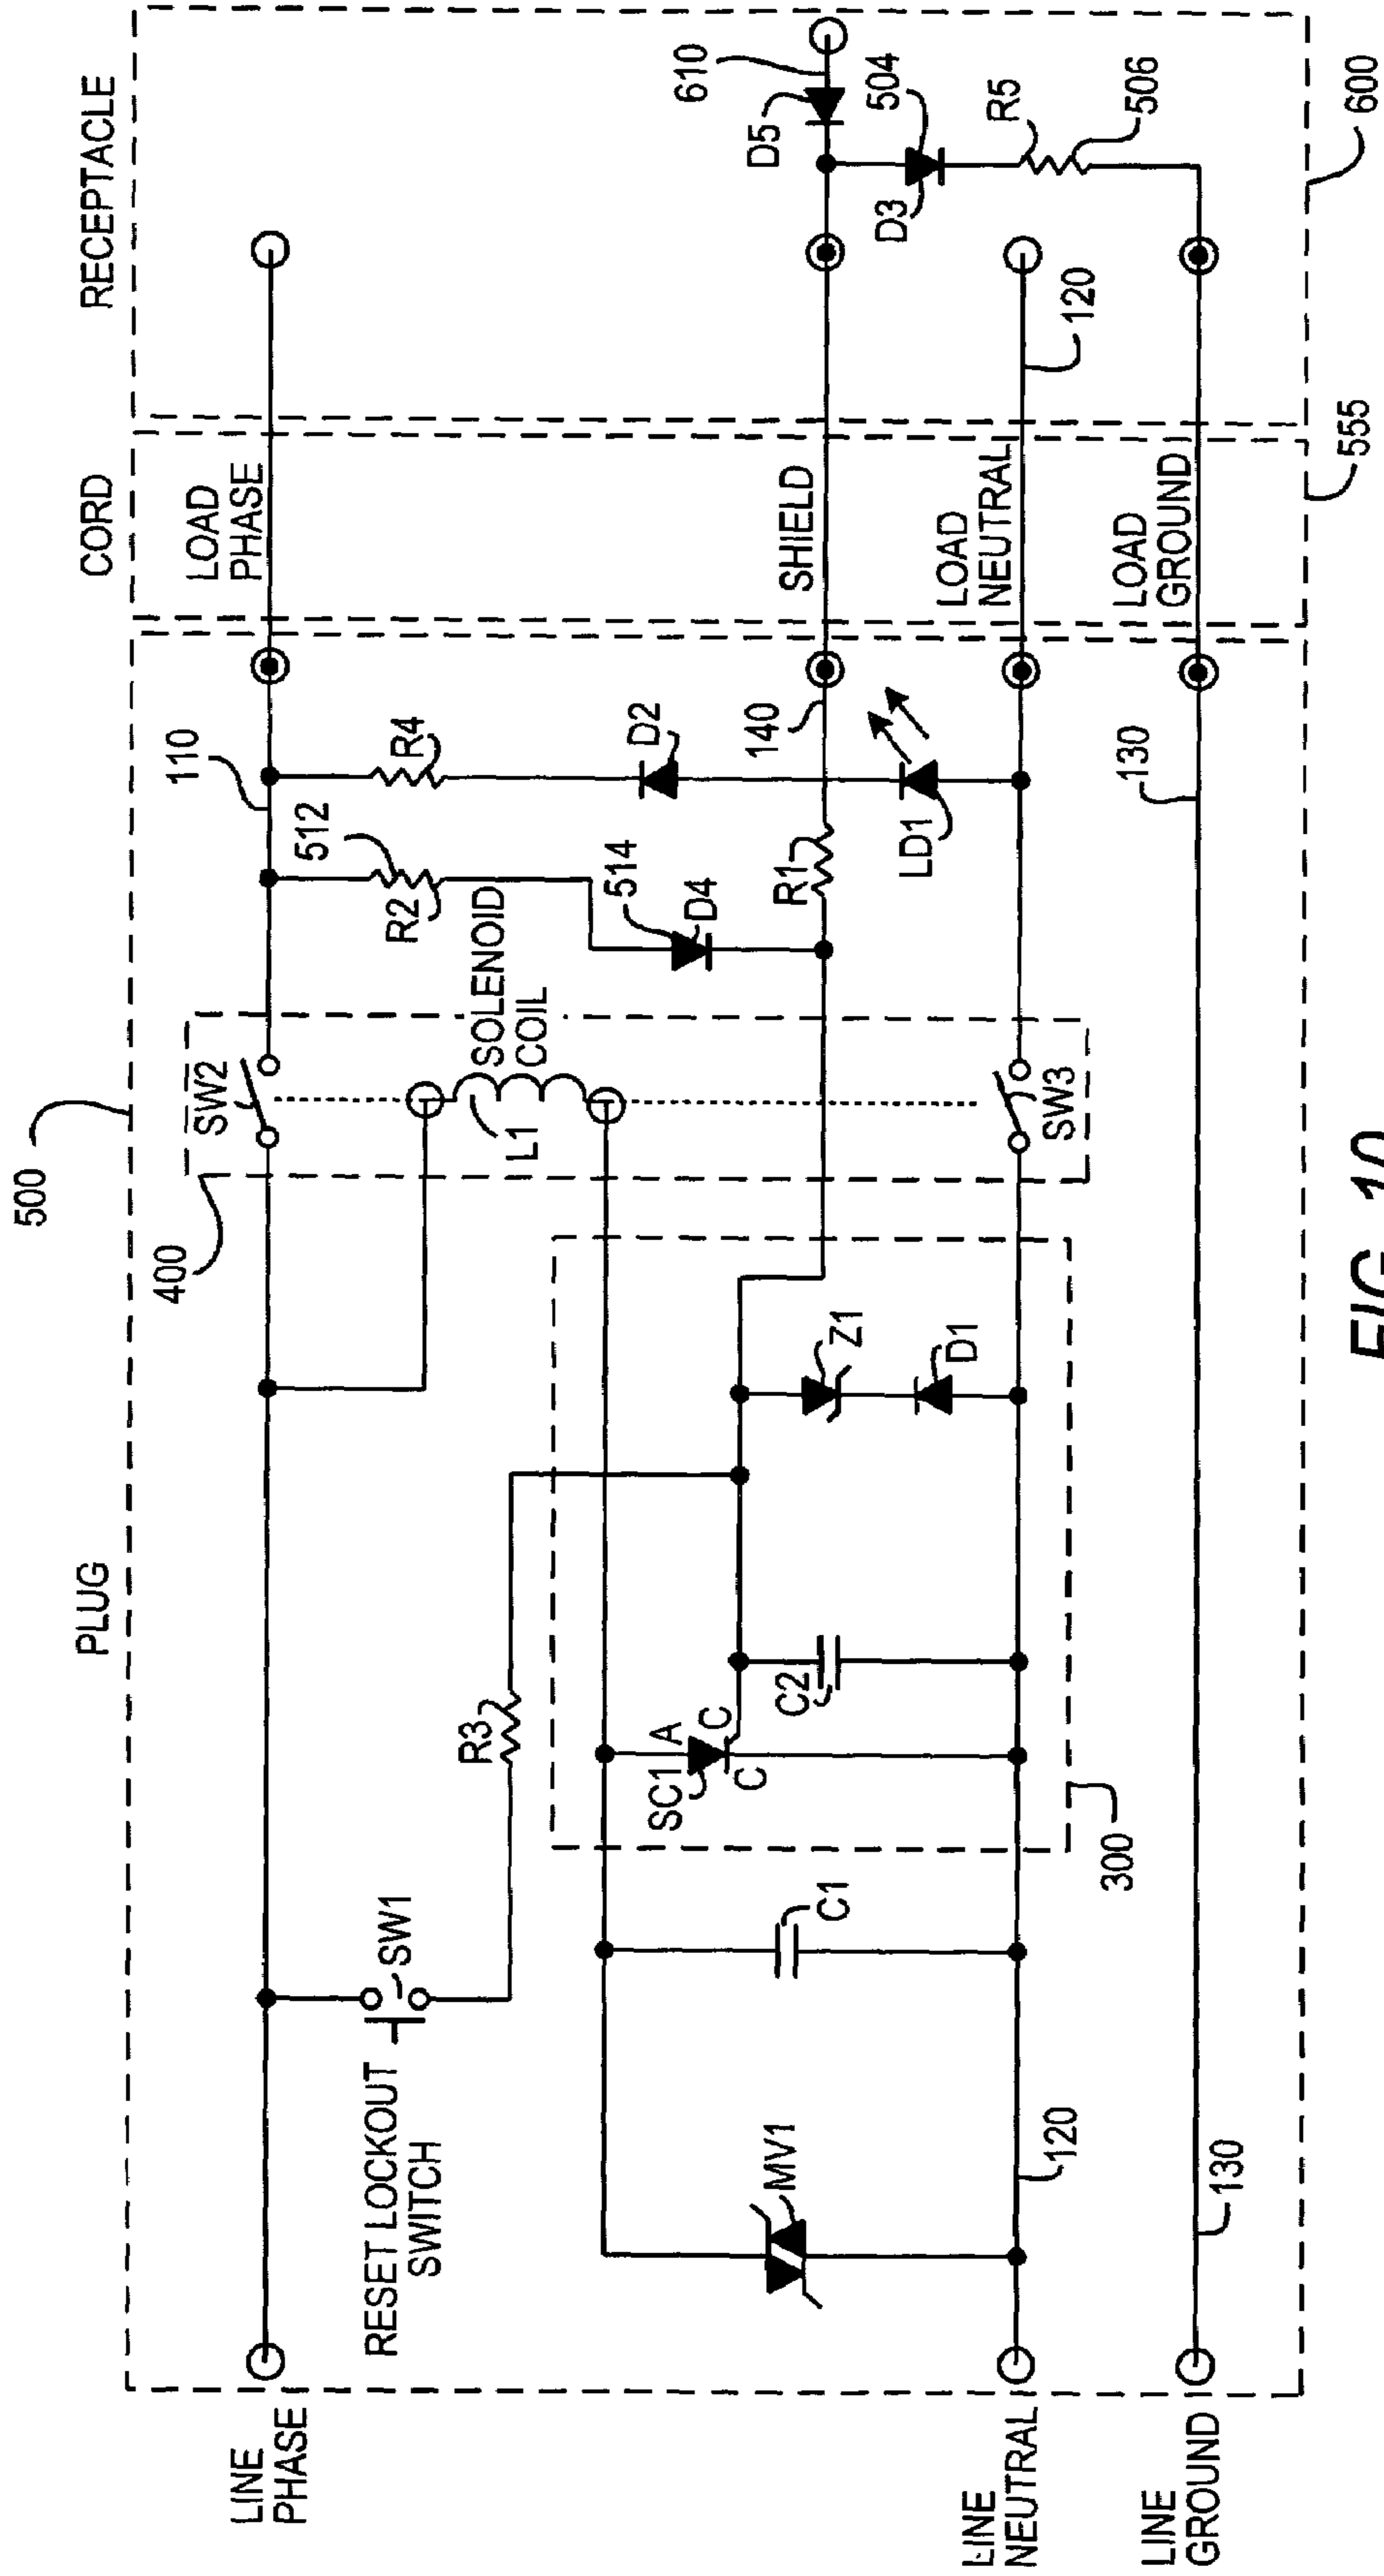 PLUG
CORD
RECEPTACLE
500
400
110
LOAD
PHASE
610
D5
504
D3
R5
506
600
SW2
SOLENOID
COIL
L1
512
R2
R4
514
D4
D2
140
R1
LD1
SHIELD
LOAD
NEUTRAL
120
LOAD
GROUND
555
130
SW3
LINE
PHASE
RESET LOCKOUT
SWITCH
SW1
R3
MV1
C1
SC1
A
C
C
C2
Z1
D1
300
120
130
LINE
NEUTRAL
LINE
GROUND
FIG. 10